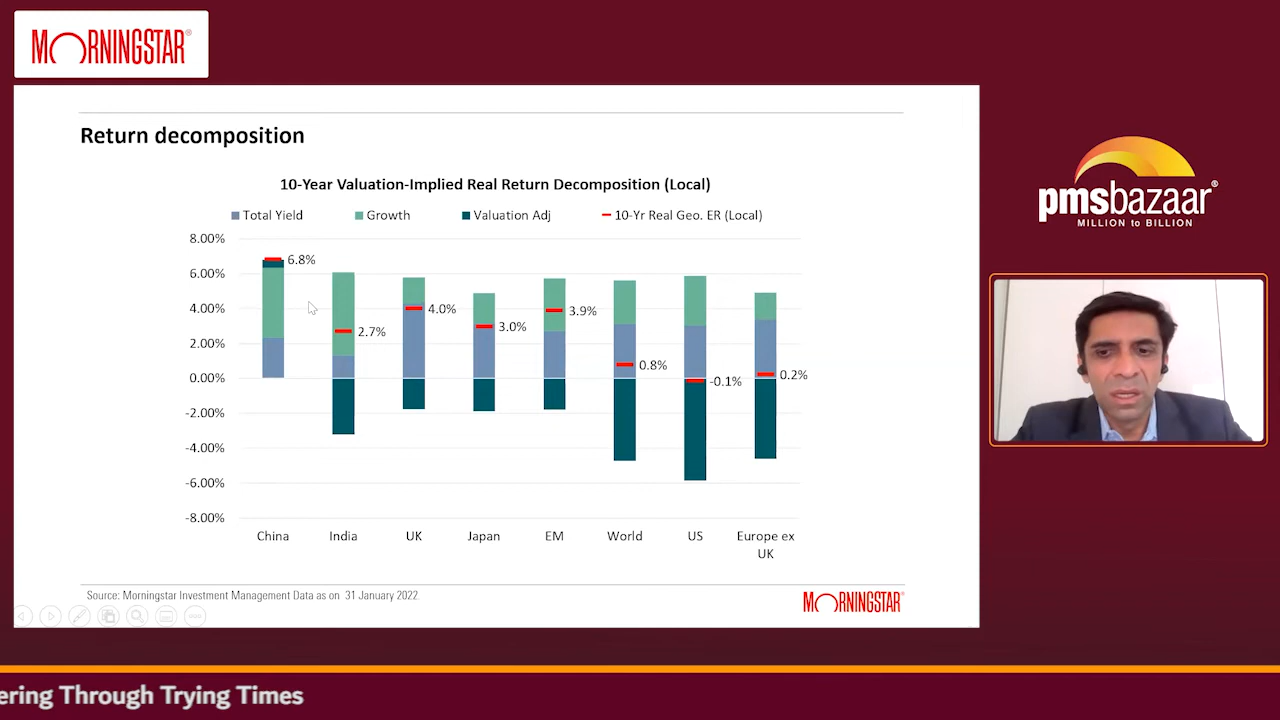 MORNINGSTAR®
Return decomposition
10-Year Valuation-Implied Real Return Decomposition (Local)
Total Yield Growth Valuation Adj 10-Yr Real Geo. ER (Local)
8.00%
6.00%
4.00%
2.00%
0.00%
-2.00%
-4.00%
-6.00%
-8.00%
6.8%
2.7%
4.0%
3.0%
3.9%
0.8%
-0.1%
0.2%
China India UK Japan EM World US Europe ex
UK
Source: Morningstar Investment Management Data as on 31 January 2022
MORNINGSTAR®
pmsbazaar®
MILLION to BILLION
ering Through Trying Times